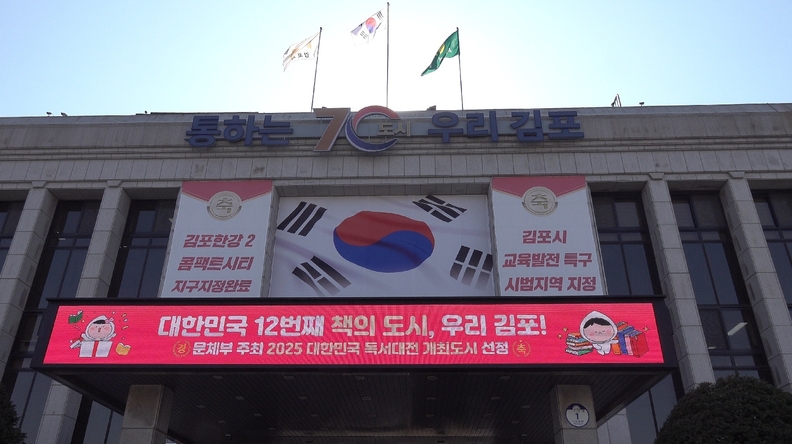 통하는 70 도시 우리 김포
축
김포한강 2
콤팩트시티
지구지정완료
축
김포시
교육발전 특구
시범지역 지정
대한민국 12번째 책의 도시, 우리 김포!
김 문체부 주최 2025 대한민국 독서대전 개최도시 선정 축
1